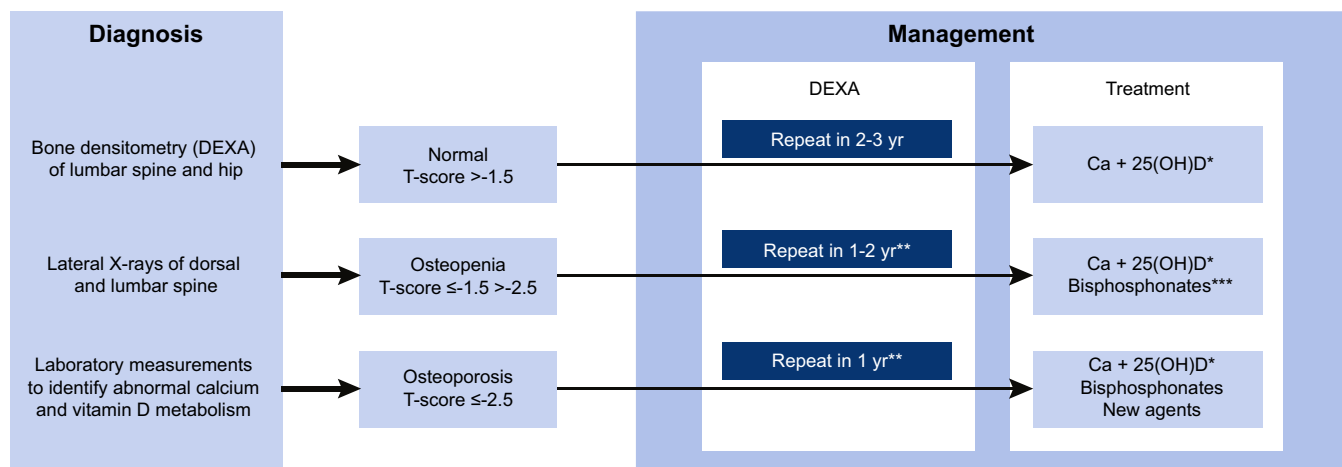 Diagnosis
Management
DEXA
Treatment
Bone densitometry (DEXA)
of lumbar spine and hip
Normal
T-score >-1.5
Repeat in 2-3 yr
Ca + 25(OH)D*
Lateral X-rays of dorsal
and lumbar spine
Osteopenia
T-score ≤-1.5 >-2.5
Repeat in 1-2 yr**
Ca + 25(OH)D*
Bisphosphonates***
Laboratory measurements
to identify abnormal calcium
and vitamin D metabolism
Osteoporosis
T-score ≤-2.5
Repeat in 1 yr**
Ca + 25(OH)D*
Bisphosphonates
New agents